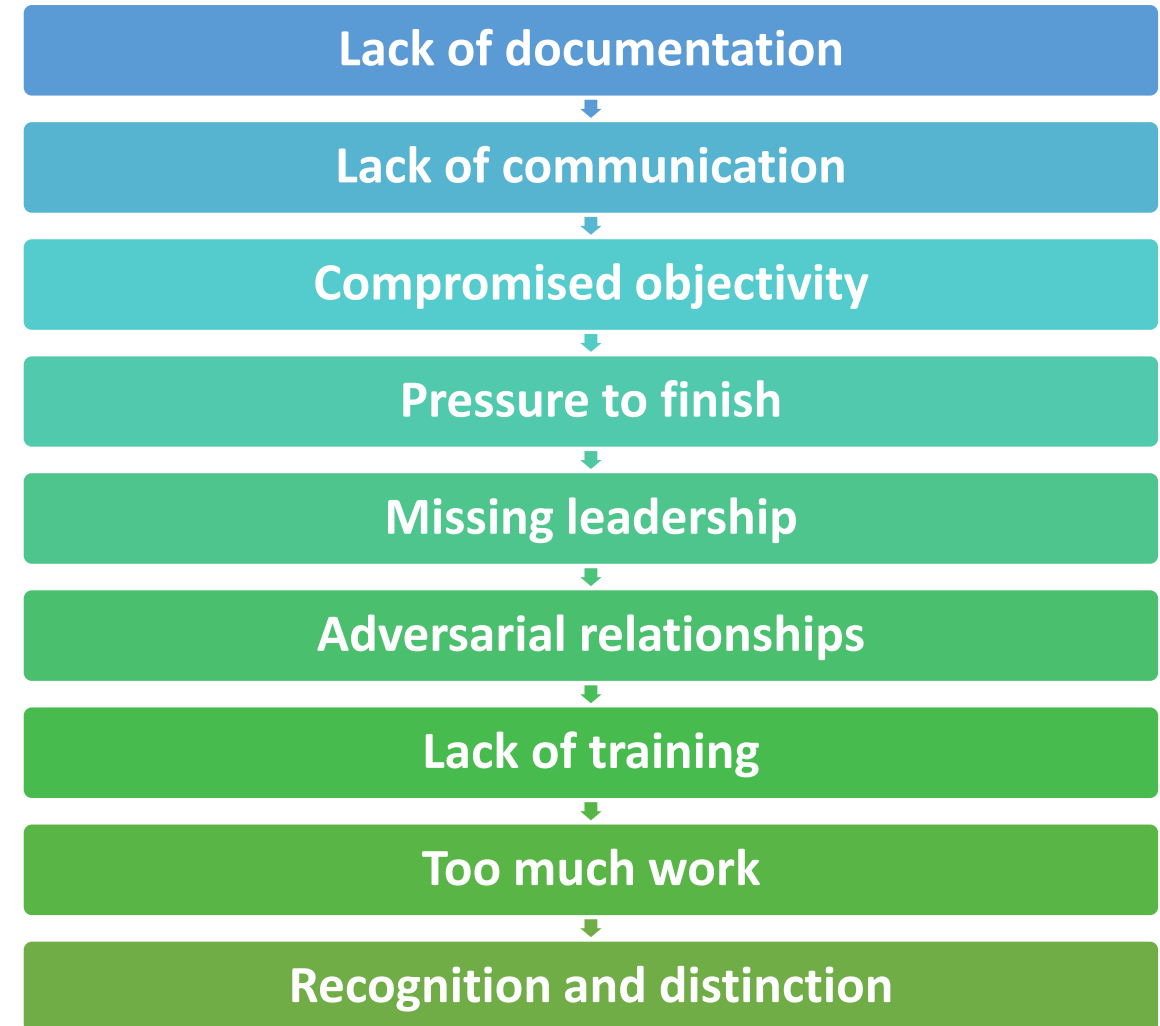 Lack of documentation
Lack of communication
Compromised objectivity
Pressure to finish
Missing leadership
Adversarial relationships
Lack of training
Too much work
Recognition and distinction